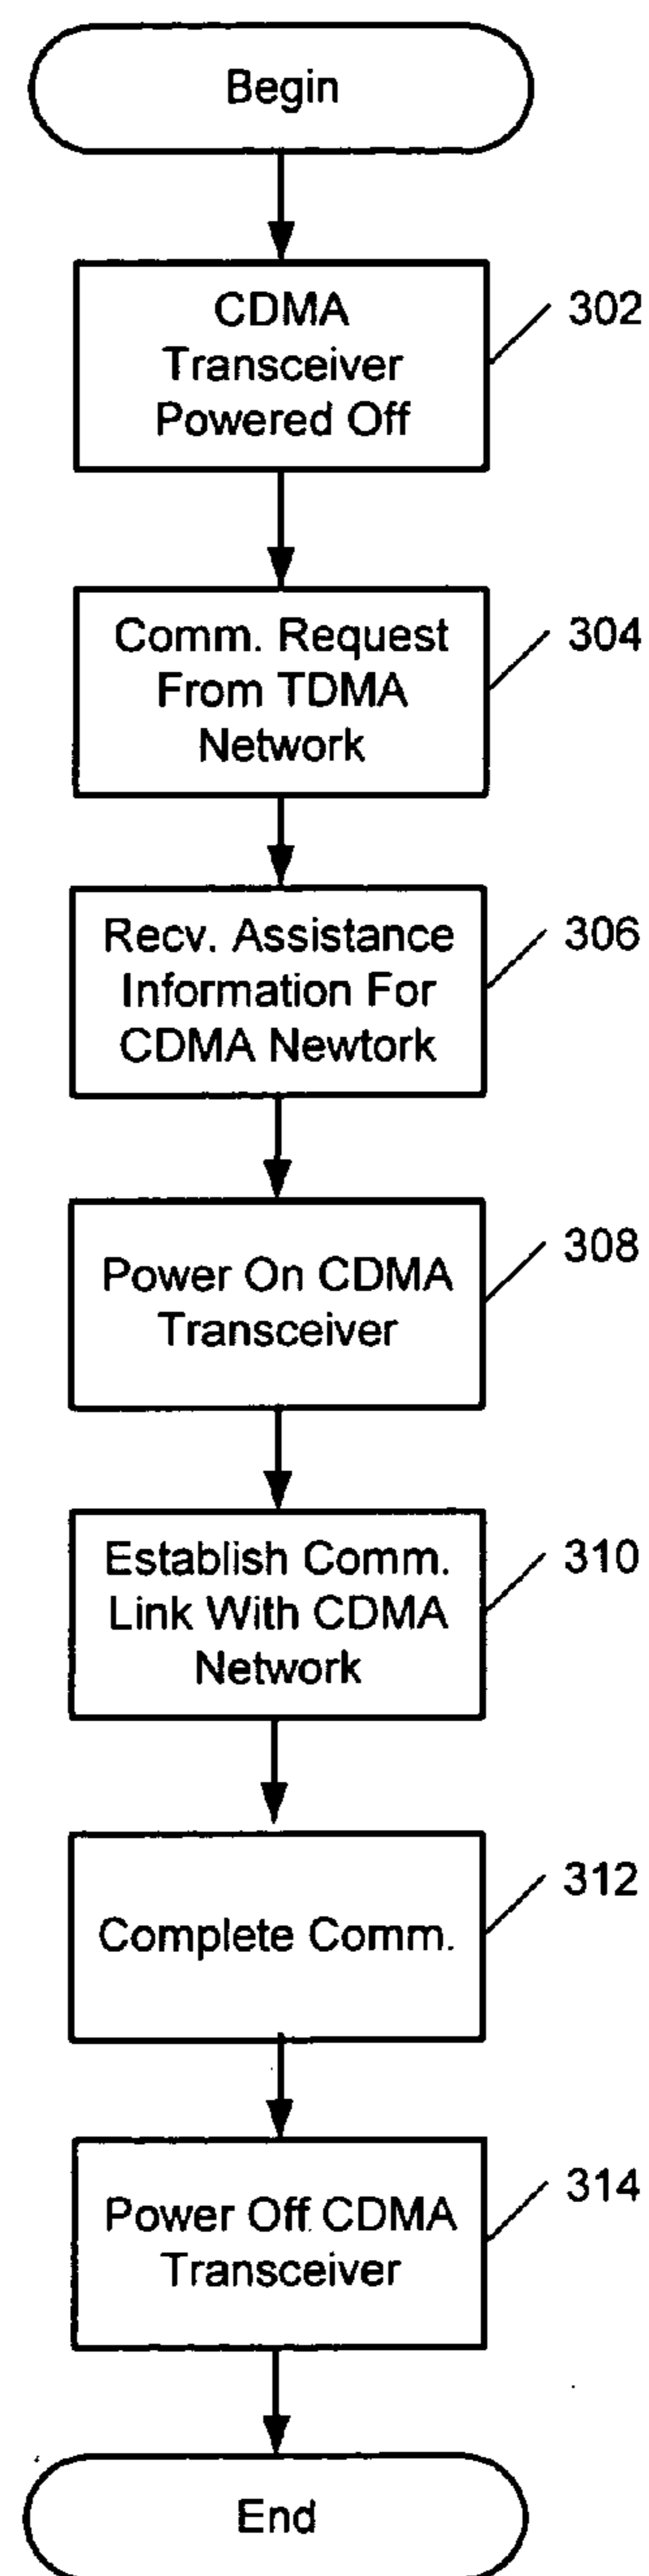 Begin
CDMA
Transceiver
Powered Off
302
Comm. Request
From TDMA
Network
304
Recv. Assistance
Information For
CDMA Newtork
306
Power On CDMA
Transceiver
308
Establish Comm.
Link With CDMA
Network
310
Complete Comm.
312
Power Off CDMA
Transceiver
314
End